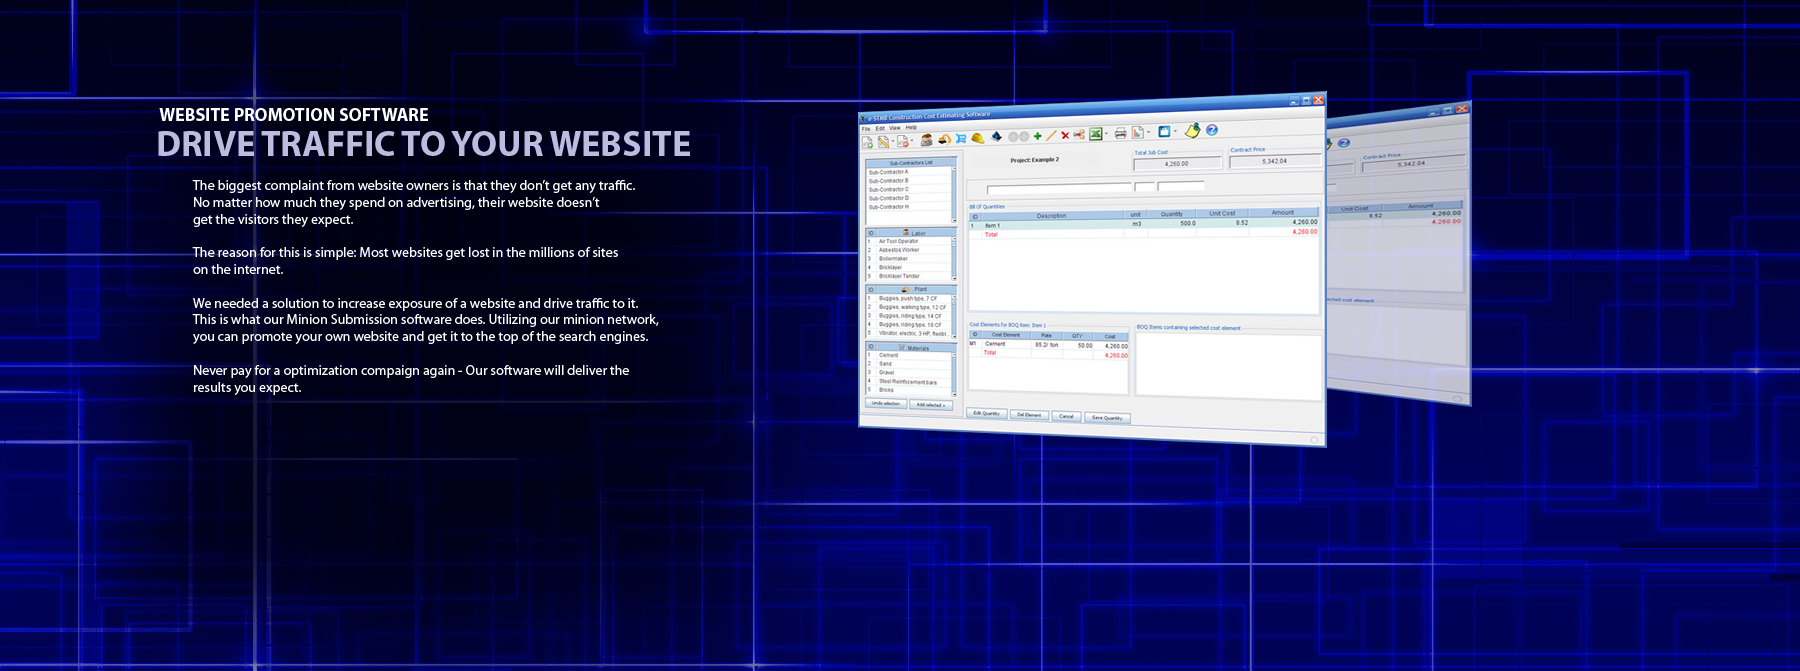 WEBSITE PROMOTION SOFTWARE
DRIVE TRAFFIC TO YOUR WEBSITE
The biggest complaint from website owners is that they don’t get any traffic.
No matter how much they spend on advertising, their website doesn’t
get the visitors they expect.
The reason for this is simple: Most websites get lost in the millions of sites
on the internet.
We needed a solution to increase exposure of a website and drive traffic to it.
This is what our Minion Submission software does. Utilizing our minion network,
you can promote your own website and get it to the top of the search engines.
Never pay for a optimization compaign again - Our software will deliver the
results you expect.
Construction Cost Estimating Software
File Edit View Help
Project: Example 2
Total Job Cost
4,260.00
Contract Price
5,342.04
Sub-Contractors List
Sub-Contractor A
Sub-Contractor B
Sub-Contractor C
Sub-Contractor D
Sub-Contractor H
ID Labor
1 Air Tool Operator
2 Asbestos Worker
3 Boilermaker
4 Bricklayer
5 Bricklayer Tender
ID Plant
1 Buggies, push type, 7 CF
2 Buggies, walking type, 12 CF
3 Buggies, riding type, 14 CF
4 Buggies, riding type, 18 CF
5 Vibrator, electric, 3 HP, flexibl...
ID Materials
1 Cement
2 Sand
3 Gravel
4 Steel Reinforcement bars
5 Bricks
Undo selection Add selected >
Bill Of Quantities
ID Description unit Quantity Unit Cost Amount
1 Item 1 m3 500.0 8.52 4,260.00
Total 4,260.00
Cost Elements for BOQ Item: Item 1
ID Cost Element Rate QTY Cost
M1 Cement 85.2/ ton 50.00 4,260.00
Total 4,260.00
BOQ Items containing selected cost element
Edit Quantity Del Element Cancel Save Quantity
Contract Price
5,342.04
Unit Cost Amount
8.52 4,260.00
4,260.00
cost element